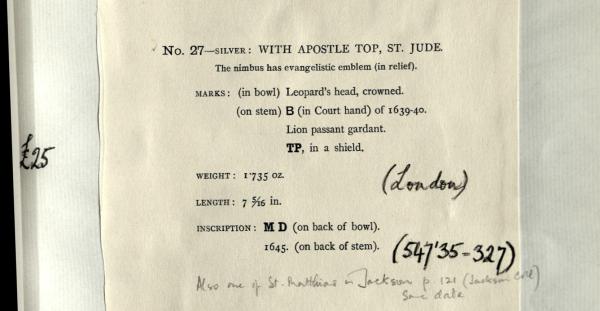 No. 27—SILVER: WITH APOSTLE TOP, ST. JUDE.
The nimbus has evangelistic emblem (in relief).
MARKS: (in bowl) Leopard's head, crowned.
(on stem) B (in Court hand) of 1639-40.
Lion passant gardant.
TP, in a shield.
£25
WEIGHT: 1·735 oz.
(London)
LENGTH: 7 5/16 in.
INSCRIPTION: M D (on back of bowl).
1645. (on back of stem).
(547'35-327)
Also one of St. Matthias in Jackson p. 121 (Jackson Coll)
Same date